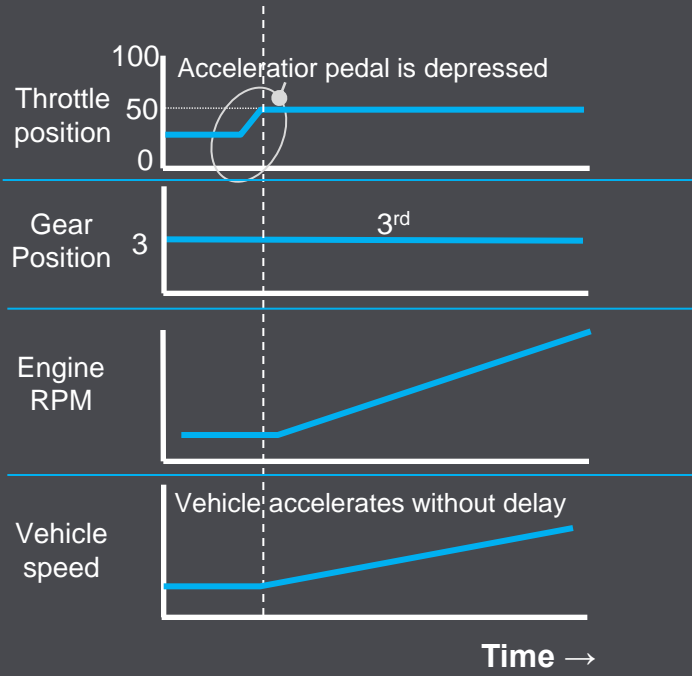 100
Acceleratior pedal is depressed
Throttle
position
50
0
Gear
Position
3
3rd
Engine
RPM
Vehicle accelerates without delay
Vehicle
speed
Time →